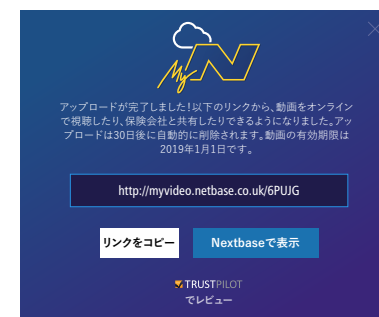 My N
アップロードが完了しました!以下のリンクから、動画をオンライン
で視聴したり、保険会社と共有したりできるようになりました。アッ
プロードは30日後に自動的に削除されます。動画の有効期限は
2019年1月1日です。
http://myvideo.netbase.co.uk/6PUJG
リンクをコピー
Nextbaseで表示
TRUSTPILOT
でレビュー